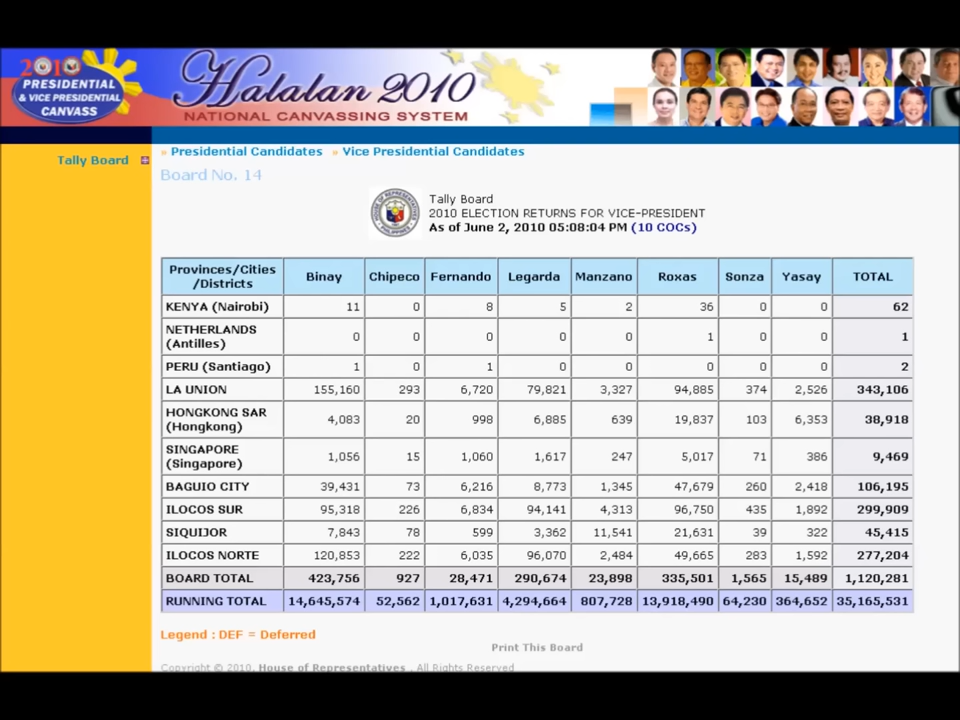 2010
PRESIDENTIAL
& VICE PRESIDENTIAL
CANVASS
Halalan 2010
NATIONAL CANVASSING SYSTEM
Tally Board
» Presidential Candidates » Vice Presidential Candidates
Board No. 14
Tally Board
2010 ELECTION RETURNS FOR VICE-PRESIDENT
As of June 2, 2010 05:08:04 PM (10 COCs)
Provinces/Cities /Districts Binay Chipeco Fernando Legarda Manzano Roxas Sonza Yasay TOTAL
KENYA (Nairobi) 11 0 8 5 2 36 0 0 62
NETHERLANDS (Antilles) 0 0 0 0 0 1 0 0 1
PERU (Santiago) 1 0 1 0 0 0 0 0 2
LA UNION 155,160 293 6,720 79,821 3,327 94,885 374 2,526 343,106
HONGKONG SAR (Hongkong) 4,083 20 998 6,885 639 19,837 103 6,353 38,918
SINGAPORE (Singapore) 1,056 15 1,060 1,617 247 5,017 71 386 9,469
BAGUIO CITY 39,431 73 6,216 8,773 1,345 47,679 260 2,418 106,195
ILOCOS SUR 95,318 226 6,834 94,141 4,313 96,750 435 1,892 299,909
SIQUIJOR 7,843 78 599 3,362 11,541 21,631 39 322 45,415
ILOCOS NORTE 120,853 222 6,035 96,070 2,484 49,665 283 1,592 277,204
BOARD TOTAL 423,756 927 28,471 290,674 23,898 335,501 1,565 15,489 1,120,281
RUNNING TOTAL 14,645,574 52,562 1,017,631 4,294,664 807,728 13,918,490 64,230 364,652 35,165,531
Legend : DEF = Deferred
Print This Board
Copyright © 2010, House of Representatives . All Rights Reserved